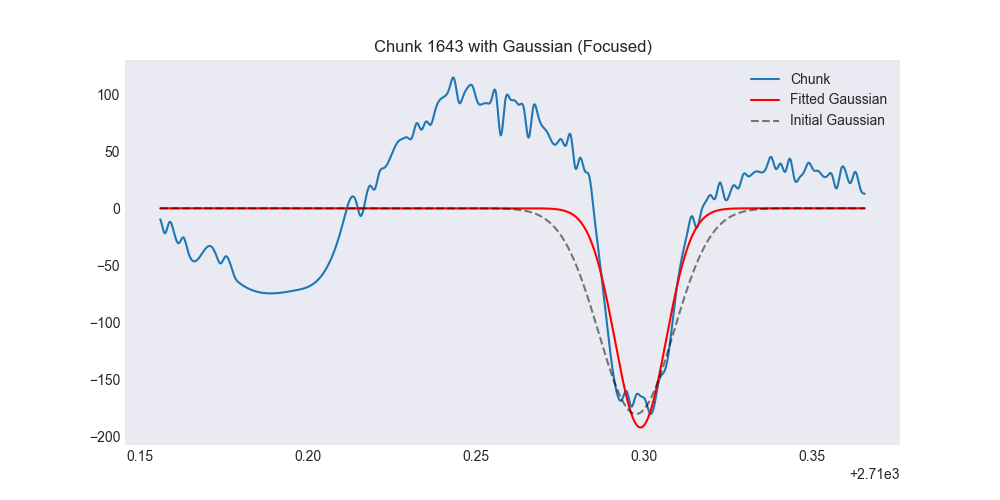 Chunk 1643 with Gaussian (Focused)
Chunk
Fitted Gaussian
Initial Gaussian
100
50
0
−50
−100
−150
−200
0.15 0.20 0.25 0.30 0.35
+2.71e3